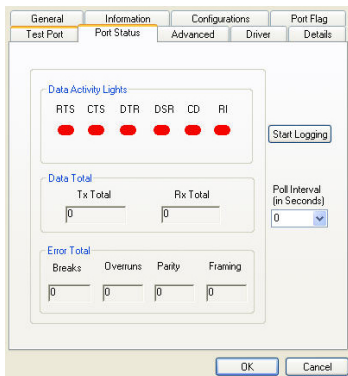 General Information Configurations Port Flag
Test Port Port Status Advanced Driver Details
Data Activity Lights
RTS CTS DTR DSR CD RI
Start Logging
Data Total
Tx Total Rx Total
0 0
Poll Interval
(in Seconds)
0
Error Total
Breaks Overruns Parity Framing
0 0 0 0
OK Cancel